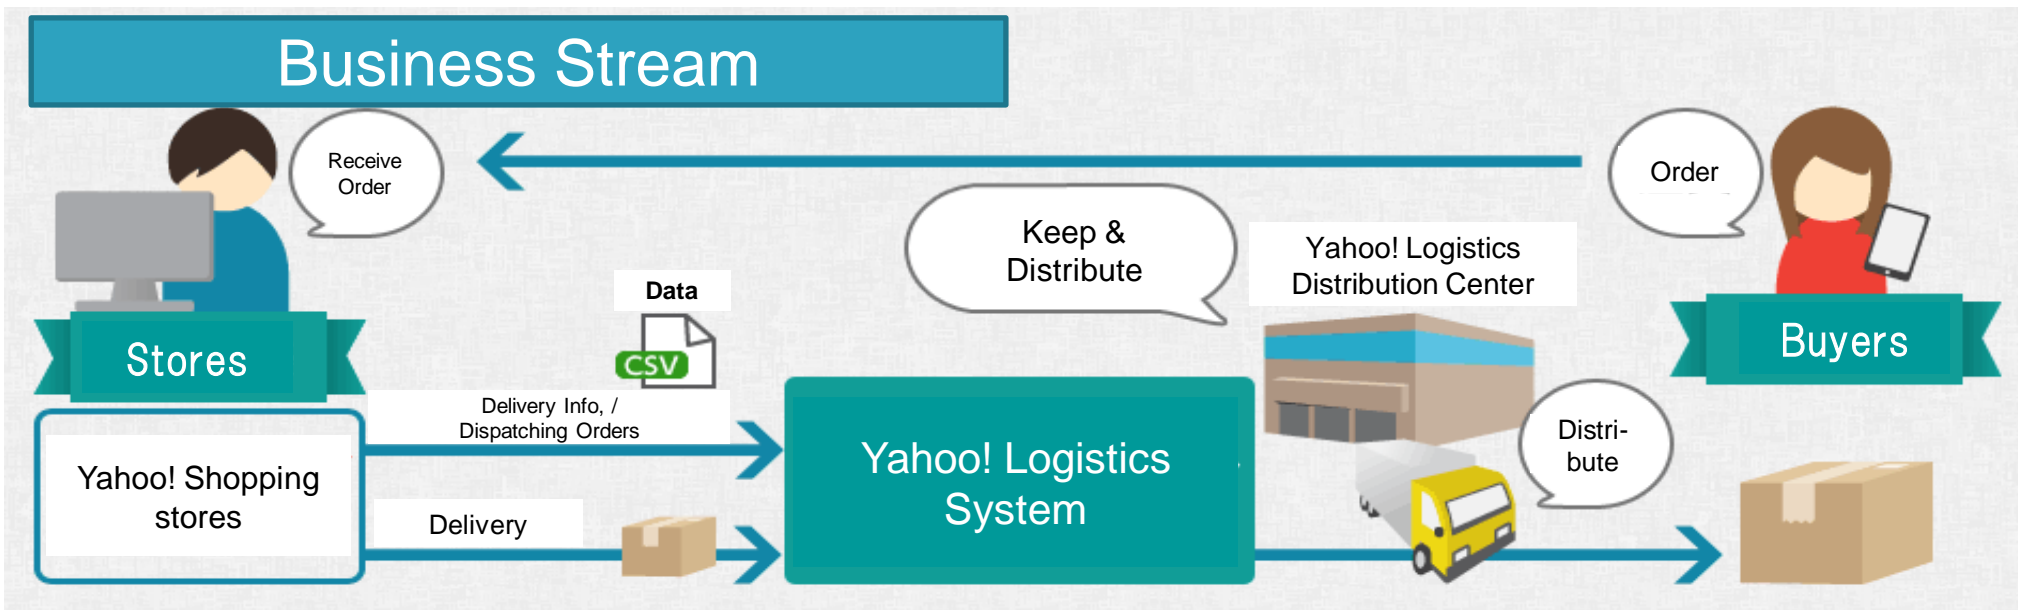 Business Stream
Receive
Order
Order
Keep &
Distribute
Yahoo! Logistics
Distribution Center
Data
CSV
Stores
Buyers
Delivery Info, /
Dispatching Orders
Distri-
bute
Yahoo! Shopping
stores
Yahoo! Logistics
System
Delivery